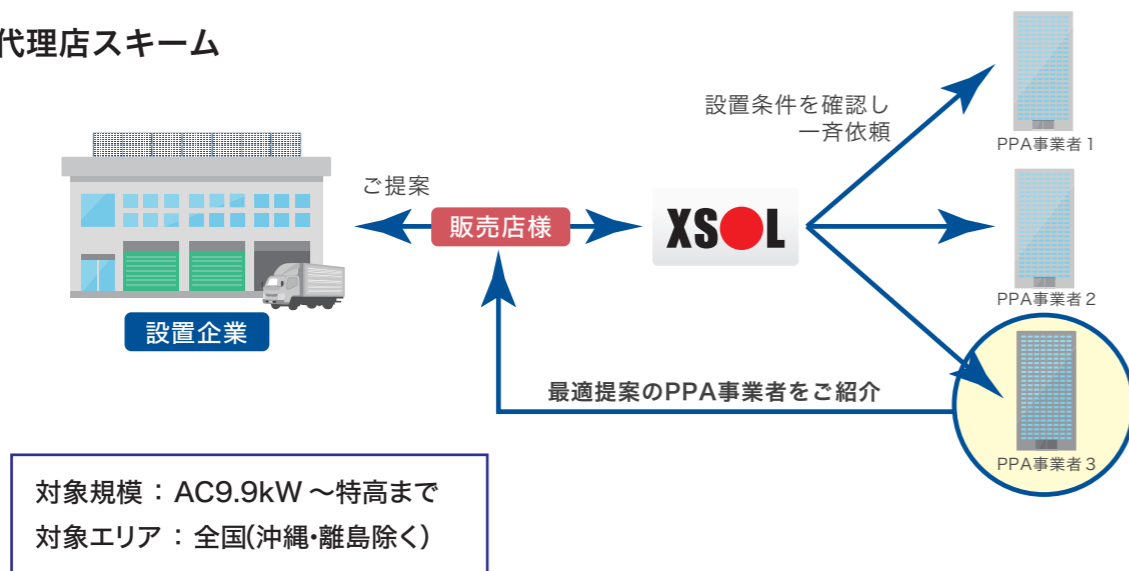 代理店スキーム
設置条件を確認し
一斉依頼
PPA事業者1
ご提案
販売店様
XSOL
PPA事業者2
設置企業
最適提案のPPA事業者をご紹介
PPA事業者3
対象規模：AC9.9kW～特高まで
対象エリア：全国(沖縄・離島除く)